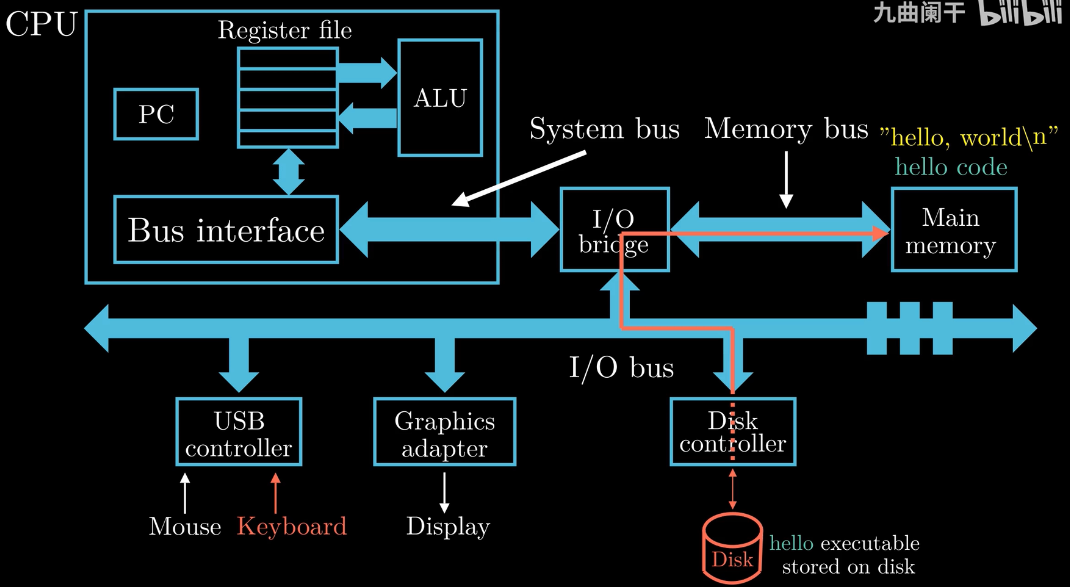 CPU
九曲阑干 bilibili
Register file
PC
ALU
System bus
Memory bus
"hello, world\n"
hello code
Bus interface
I/O
bridge
Main
memory
I/O bus
USB
controller
Graphics
adapter
Disk
controller
Mouse
Keyboard
Display
Disk
hello executable
stored on disk